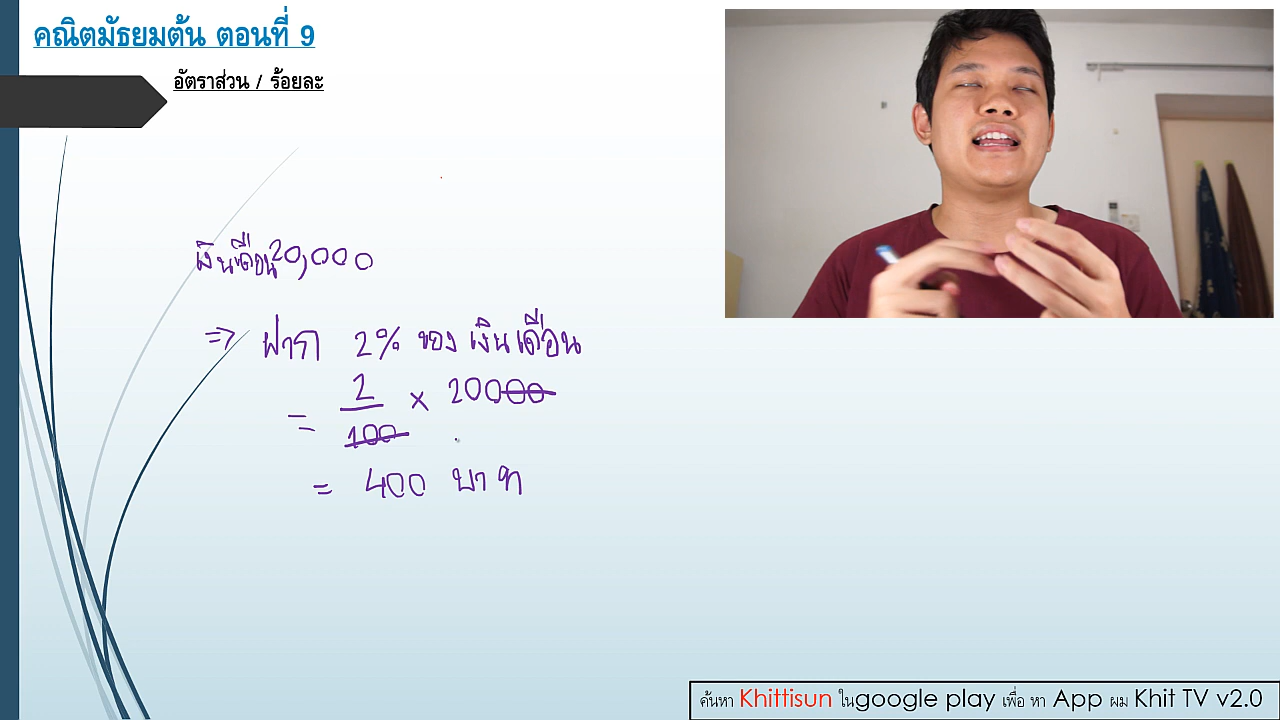 คณิตมัธยมต้น ตอนที่ 9
อัตราส่วน / ร้อยละ
เงินเดือน20,000
⇒ ฝาก 2% ของ เงินเดือน
= 2/100 × 20000
= 400 บาท
ค้นหา Khittisun ในgoogle play เพื่อ หา App ผม Khit TV v2.0